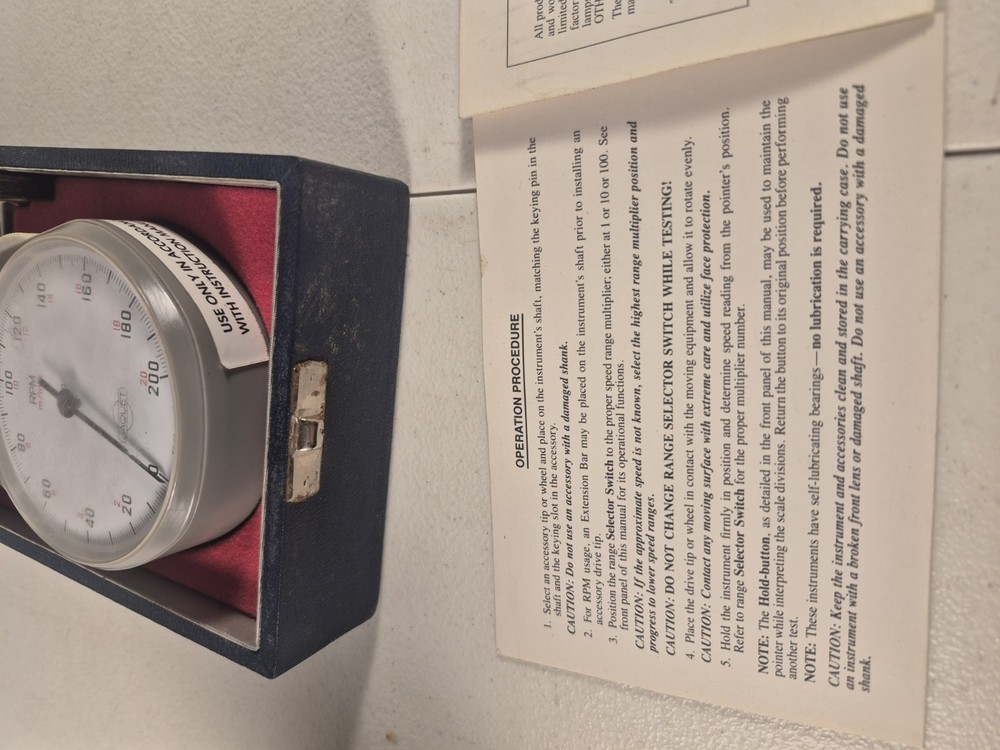 All prod
and wo
limited
factor
lamps
OTH
The
ma
OPERATION PROCEDURE
1. Select an accessory tip or wheel and place on the instrument's shaft, matching the keying pin in the
shaft and the keying slot in the accessory.
CAUTION: Do not use an accessory with a damaged shank.
2. For RPM usage, an Extension Bar may be placed on the instrument's shaft prior to installing an
accessory drive tip.
3. Position the range Selector Switch to the proper speed range multiplier; either at 1 or 10 or 100. See
front panel of this manual for its operational functions.
CAUTION: If the approximate speed is not known, select the highest range multiplier position and
progress to lower speed ranges.
CAUTION: DO NOT CHANGE RANGE SELECTOR SWITCH WHILE TESTING!
4. Place the drive tip or wheel in contact with the moving equipment and allow it to rotate evenly.
CAUTION: Contact any moving surface with extreme care and utilize face protection.
5. Hold the instrument firmly in position and determine speed reading from the pointer's position.
Refer to range Selector Switch for the proper multiplier number.
NOTE: The Hold-button, as detailed in the front panel of this manual, may be used to maintain the
pointer while interpreting the scale divisions. Return the button to its original position before performing
another test.
NOTE: These instruments have self-lubricating bearings—no lubrication is required.
CAUTION: Keep the instrument and accessories clean and stored in the carrying case. Do not use
an instrument with a broken front lens or damaged shaft. Do not use an accessory with a damaged
shank.
USE ONLY IN ACCORDA
WITH INSTRUCTION MA
RPM
0
20
40
60
80
100
120
140
160
180
200
16
18
20